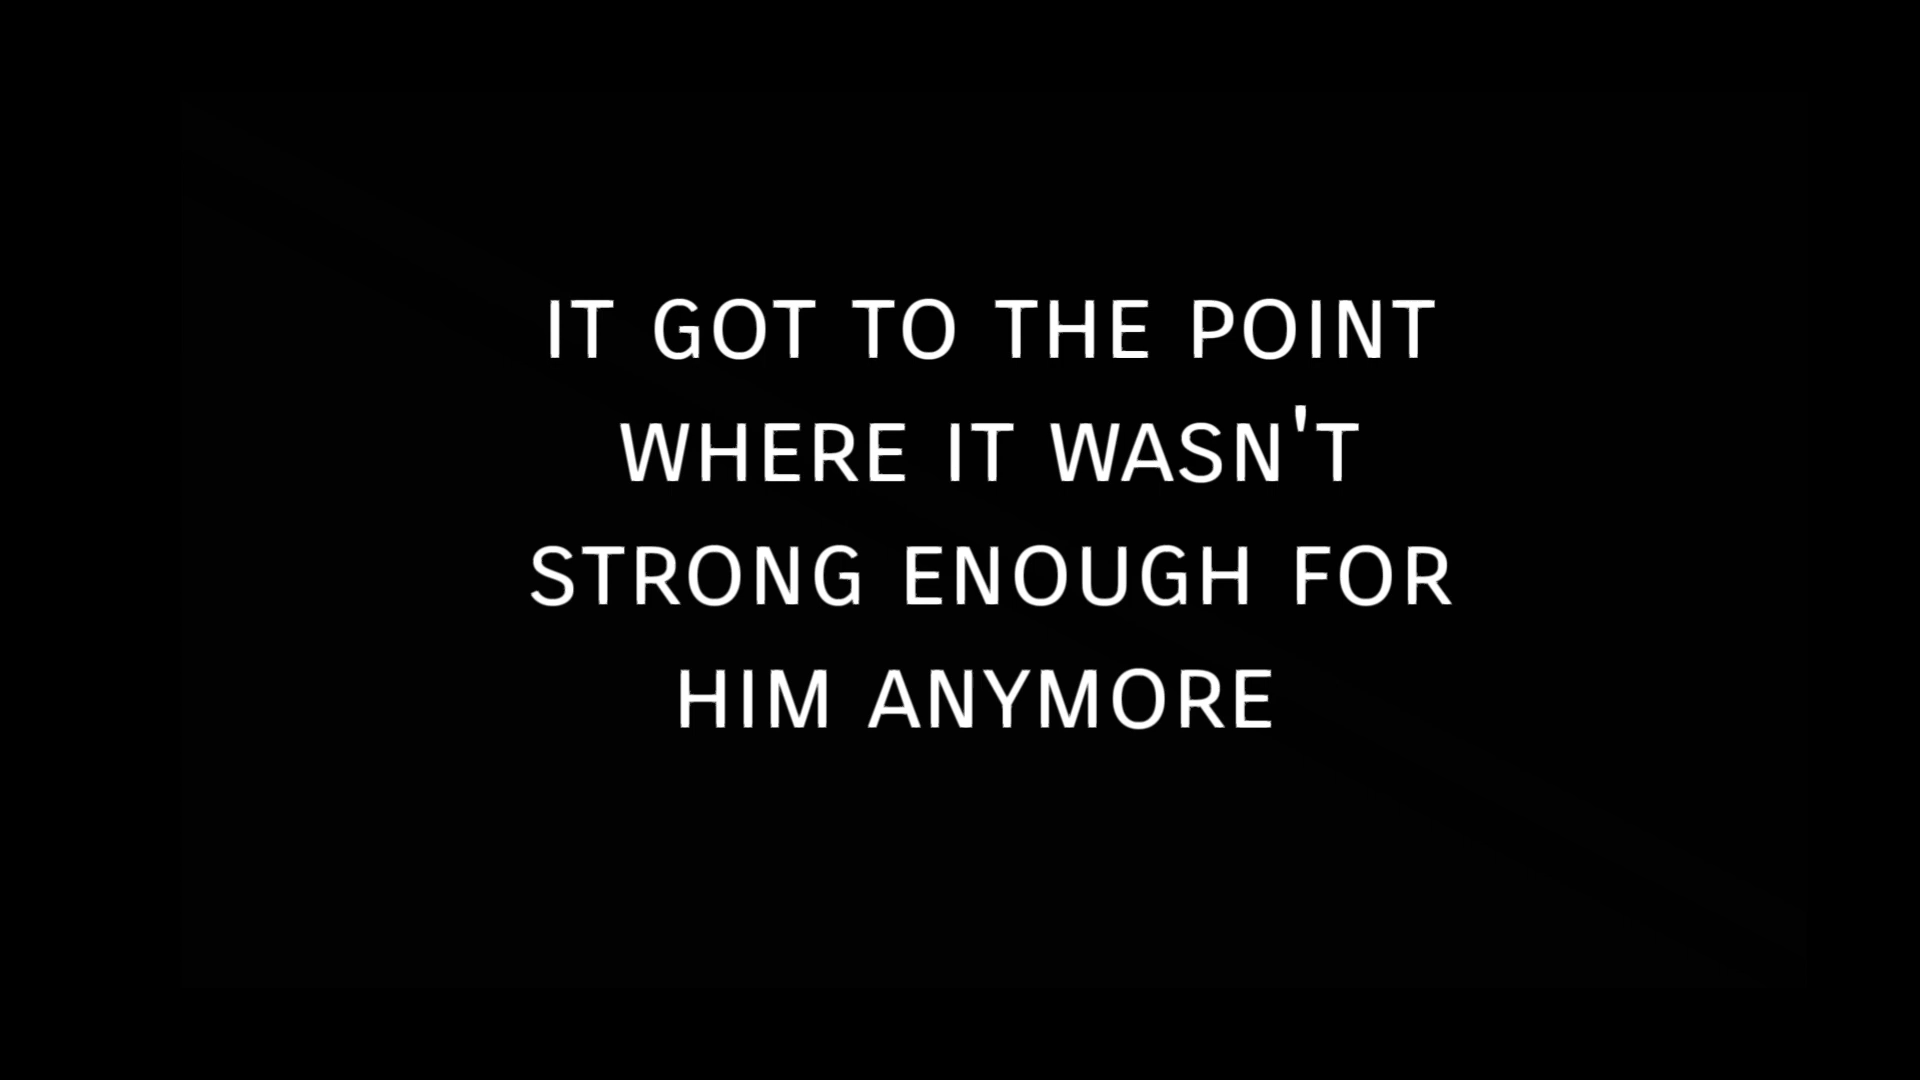 IT GOT TO THE POINT
WHERE IT WASN'T
STRONG ENOUGH FOR
HIM ANYMORE